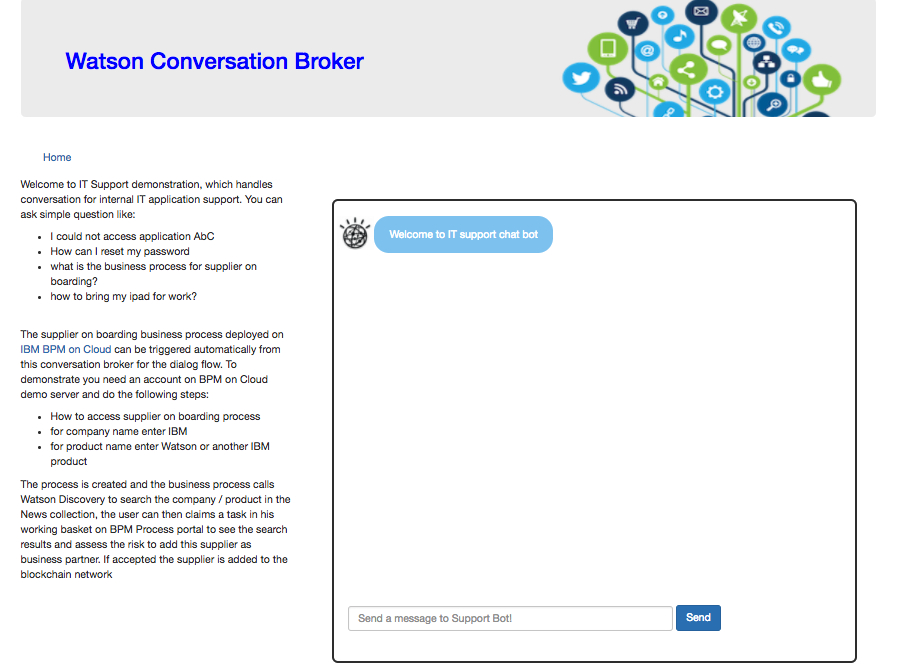 Watson Conversation Broker
Home
Welcome to IT Support demonstration, which handles
conversation for internal IT application support. You can
ask simple question like:
• I could not access application AbC
• How can I reset my password
• what is the business process for supplier on
boarding?
• how to bring my ipad for work?
The supplier on boarding business process deployed on
IBM BPM on Cloud can be triggered automatically from
this conversation broker for the dialog flow. To
demonstrate you need an account on BPM on Cloud
demo server and do the following steps:
• How to access supplier on boarding process
• for company name enter IBM
• for product name enter Watson or another IBM
product
The process is created and the business process calls
Watson Discovery to search the company / product in the
News collection, the user can then claims a task in his
working basket on BPM Process portal to see the search
results and assess the risk to add this supplier as
business partner. If accepted the supplier is added to the
blockchain network
Welcome to IT support chat bot
Send a message to Support Bot!
Send